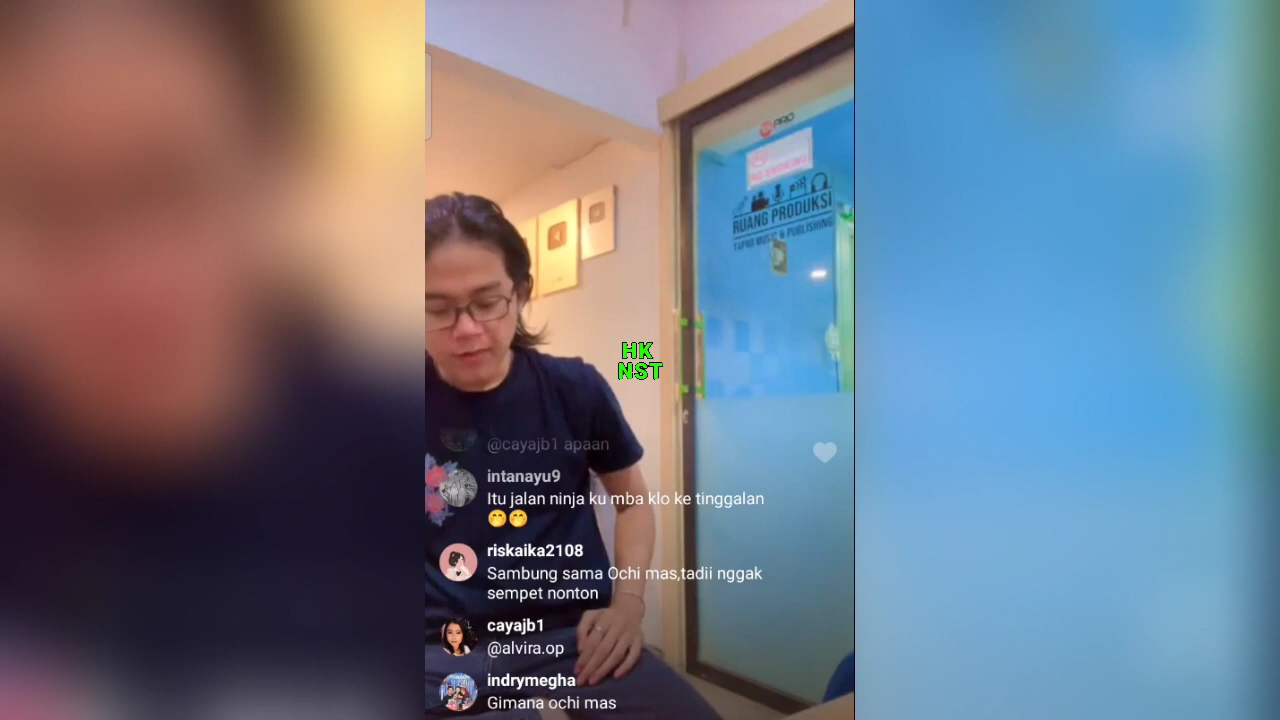 PRO
NO SMOKING
RUANG PRODUKSI
TAPRO MUSIC & PUBLISHING
HK
NST
@cayajb1 apaan
intanayu9
Itu jalan ninja ku mba klo ke tinggalan
🤭🤭
riskaika2108
Sambung sama Ochi mas,tadii nggak
sempet nonton
cayajb1
@alvira.op
indrymegha
Gimana ochi mas